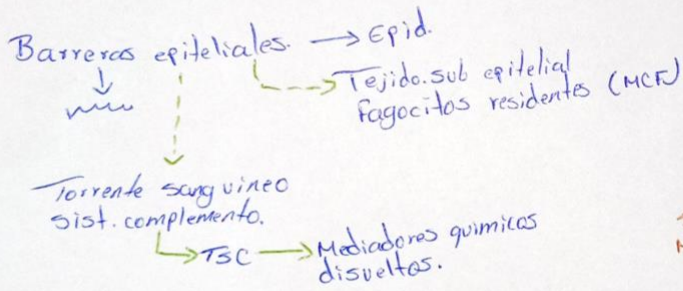 Barreras epiteliales. → Epid.
Tejido.sub epitelial
Fagocitos residentes (MCF)
Torrente sanguineo
sist. complemento.
TSC → Mediadores quimicos
disueltos.